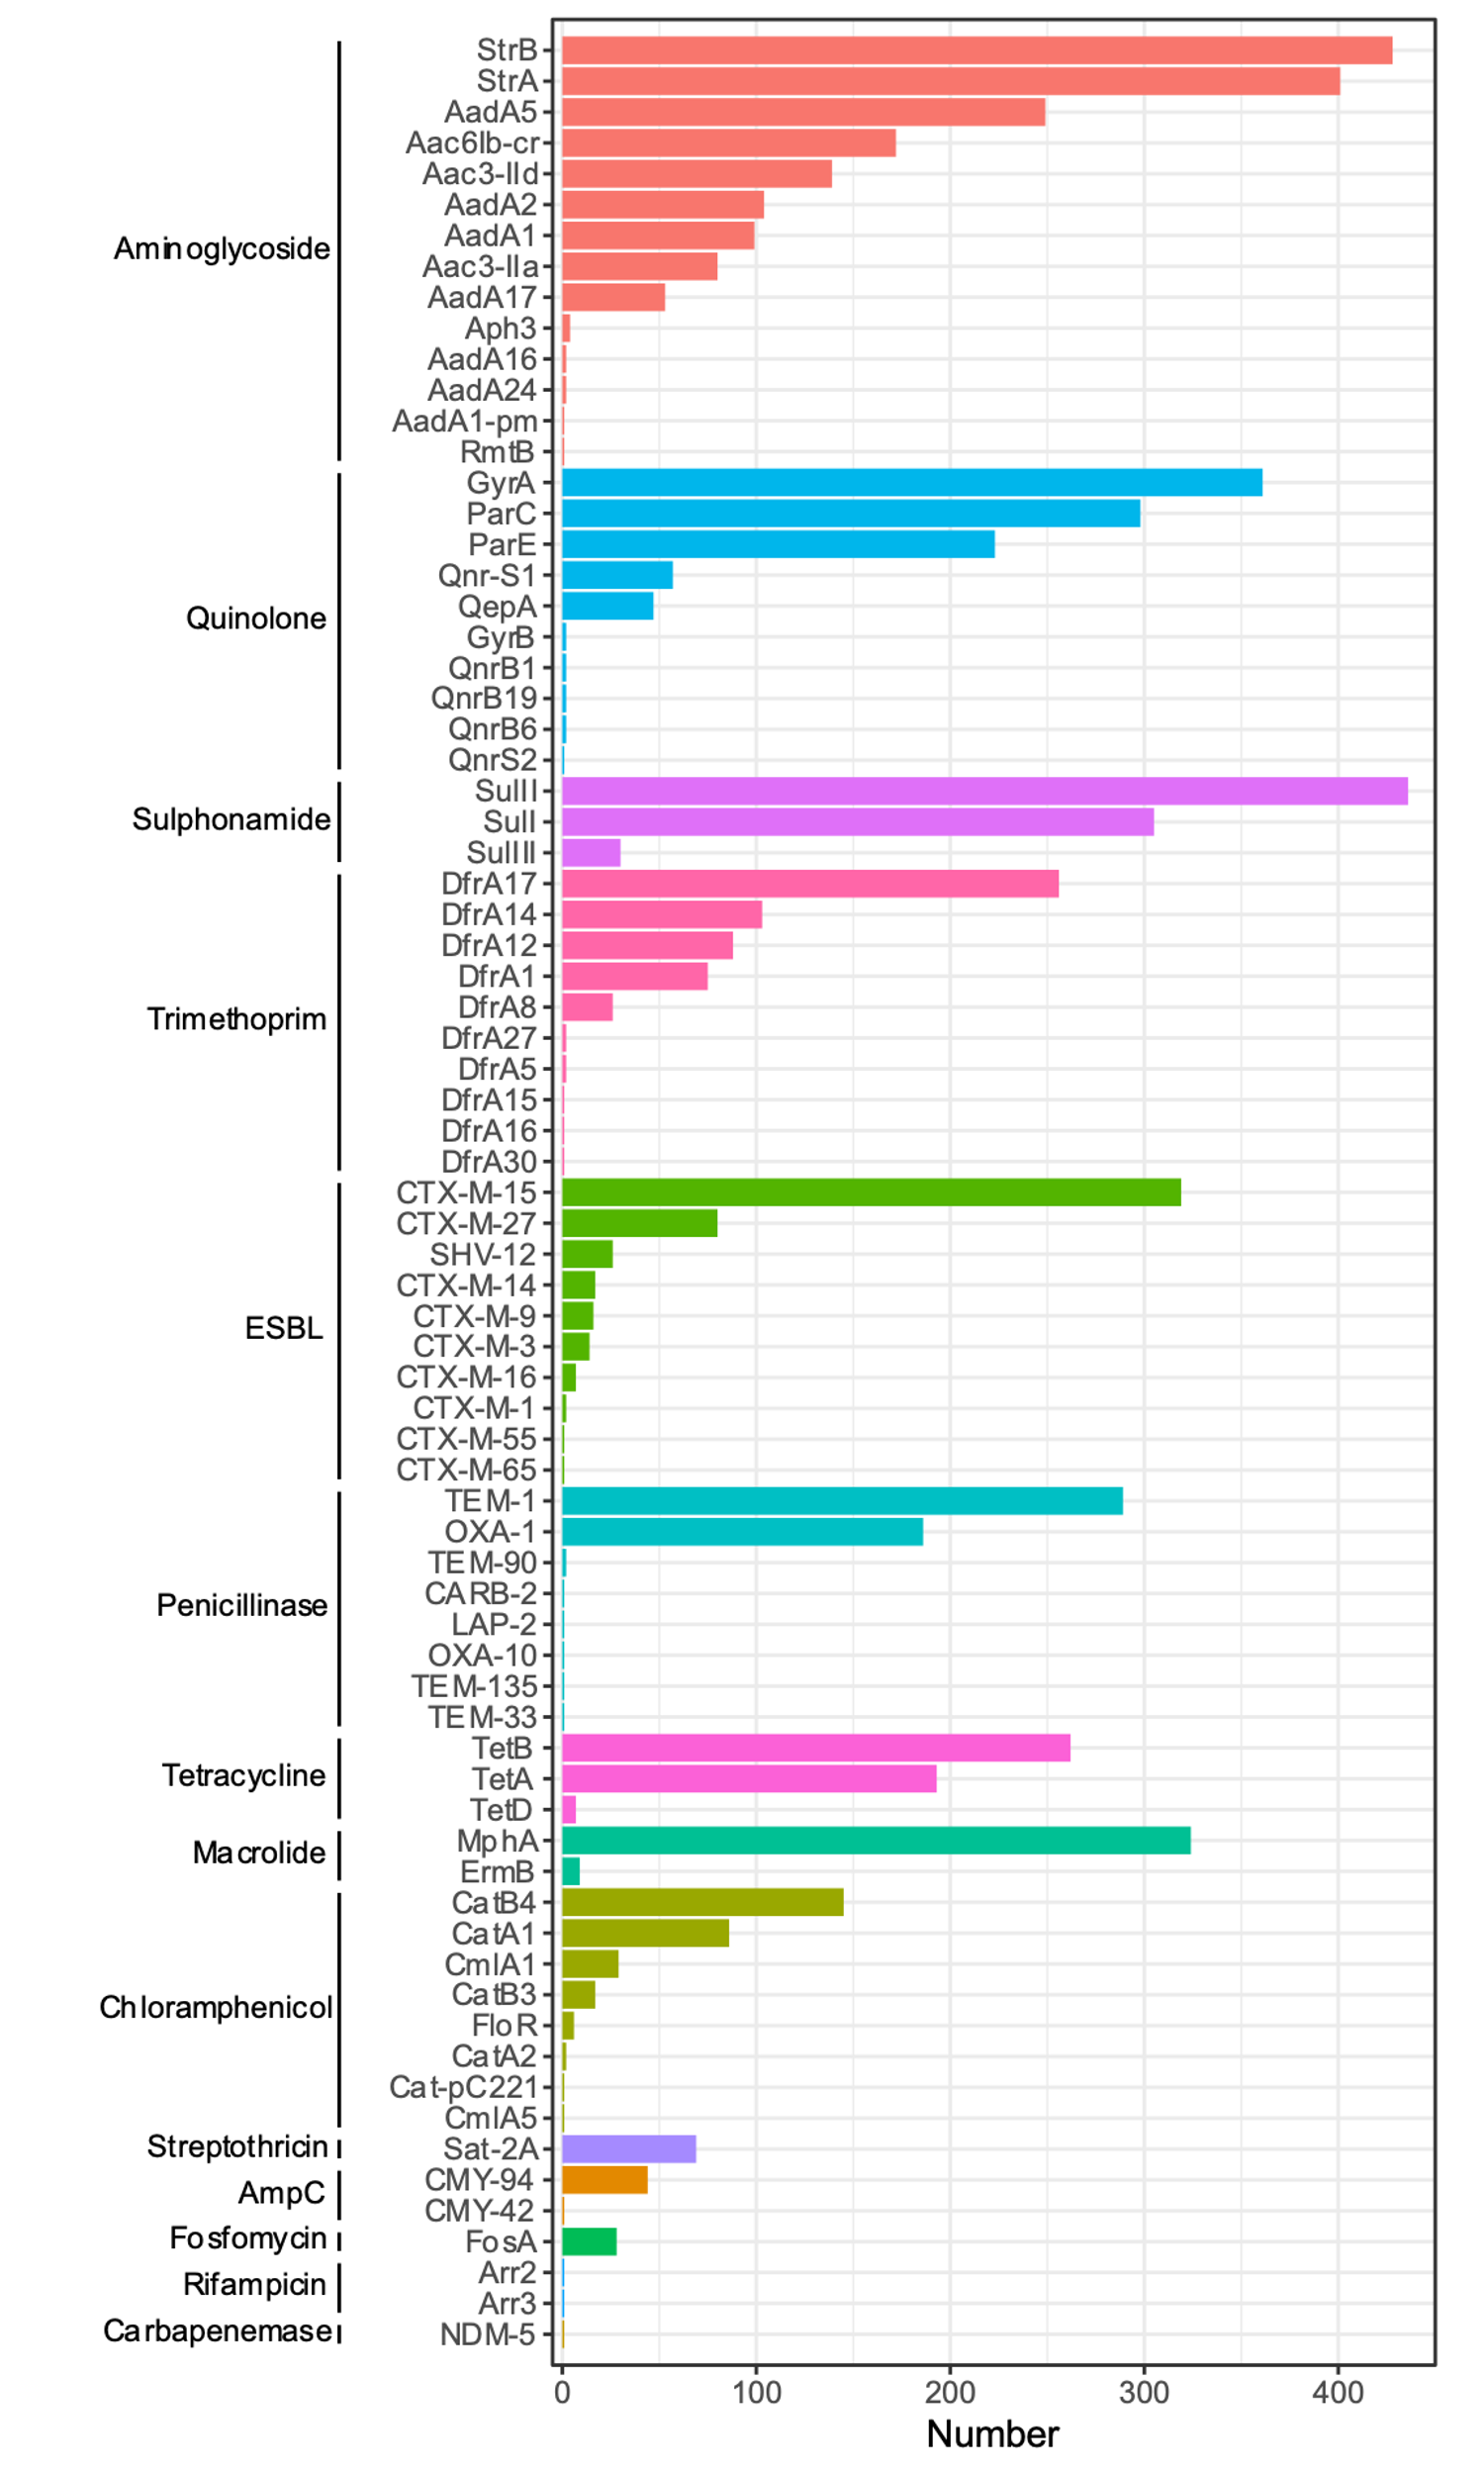 Aminoglycoside
StrB
StrA
AadA5
Aac6Ib-cr
Aac3-IId
AadA2
AadA1
Aac3-IIa
AadA17
Aph3
AadA16
AadA24
AadA1-pm
RmtB
Quinolone
GyrA
ParC
ParE
Qnr-S1
QepA
GyrB
QnrB1
QnrB19
QnrB6
QnrS2
Sulphonamide
SulII
SulI
SulIII
Trimethoprim
DfrA17
DfrA14
DfrA12
DfrA1
DfrA8
DfrA27
DfrA5
DfrA15
DfrA16
DfrA30
ESBL
CTX-M-15
CTX-M-27
SHV-12
CTX-M-14
CTX-M-9
CTX-M-3
CTX-M-16
CTX-M-1
CTX-M-55
CTX-M-65
Penicillinase
TEM-1
OXA-1
TEM-90
CARB-2
LAP-2
OXA-10
TEM-135
TEM-33
Tetracycline
TetB
TetA
TetD
Macrolide
MphA
ErmB
Chloramphenicol
CatB4
CatA1
CmlA1
CatB3
FloR
CatA2
Cat-pC221
CmlA5
Streptothricin
Sat-2A
AmpC
CMY-94
CMY-42
Fosfomycin
FosA
Rifampicin
Arr2
Arr3
Carbapenemase
NDM-5
0 100 200 300 400
Number